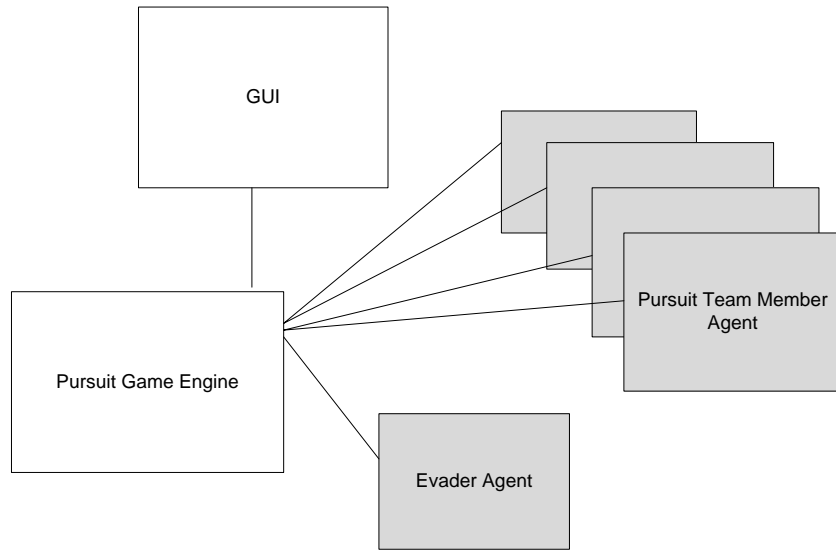 GUI
Pursuit Team Member
Agent
Pursuit Game Engine
Evader Agent